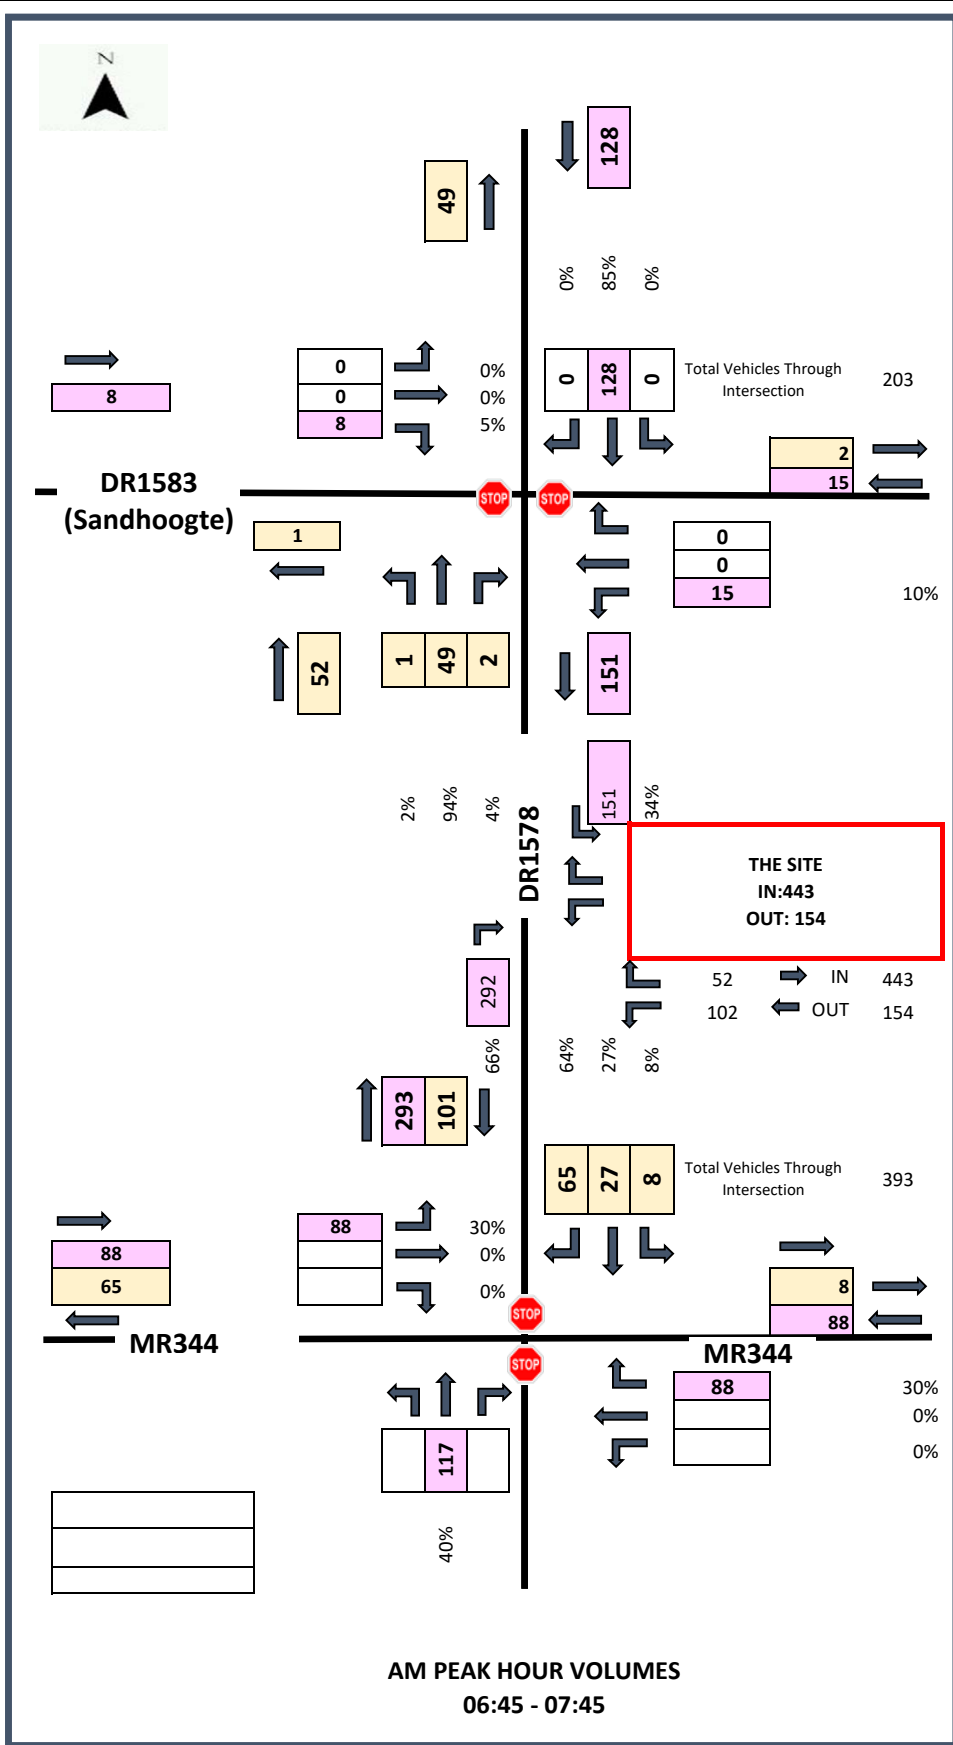 N
128
49
0%
85%
0%
8
0
0
8
0%
0%
5%
0
128
0
Total Vehicles Through
Intersection
203
2
15
DR1583
(Sandhoogte)
STOP
STOP
1
0
0
15
10%
52
1
49
2
151
2%
94%
4%
DR1578
151
34%
THE SITE
IN:443
OUT: 154
292
52
IN
443
102
OUT
154
66%
64%
27%
8%
293
101
65
27
8
Total Vehicles Through
Intersection
393
88
65
88
30%
0%
0%
8
88
STOP
MR344
STOP
MR344
88
30%
0%
0%
117
40%
AM PEAK HOUR VOLUMES
06:45 - 07:45